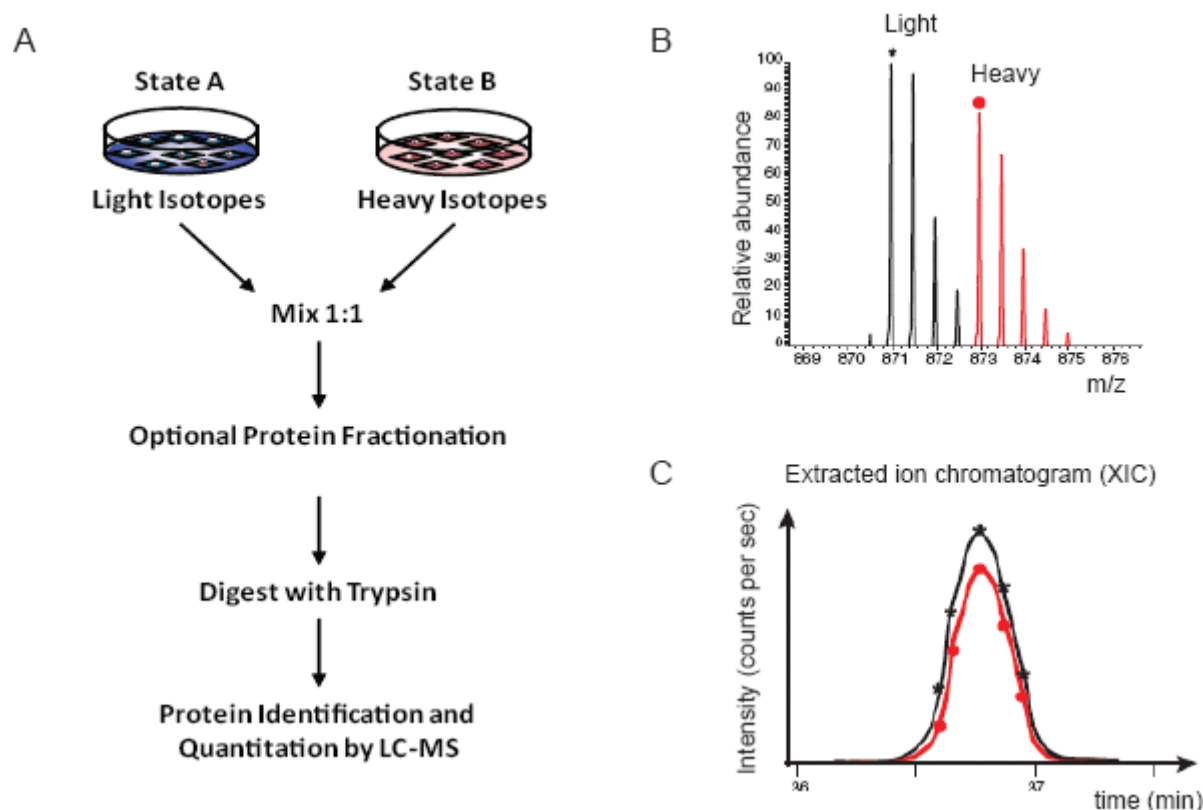 A
State A
State B
Light Isotopes
Heavy Isotopes
Mix 1:1
Optional Protein Fractionation
Digest with Trypsin
Protein Identification and
Quantitation by LC-MS
B
Light
*
Heavy
Relative abundance
100
90
80
70
60
50
40
30
20
10
0
869 870 871 872 873 874 875 876
m/z
C
Extracted ion chromatogram (XIC)
Intensity (counts per sec)
36 37
time (min)